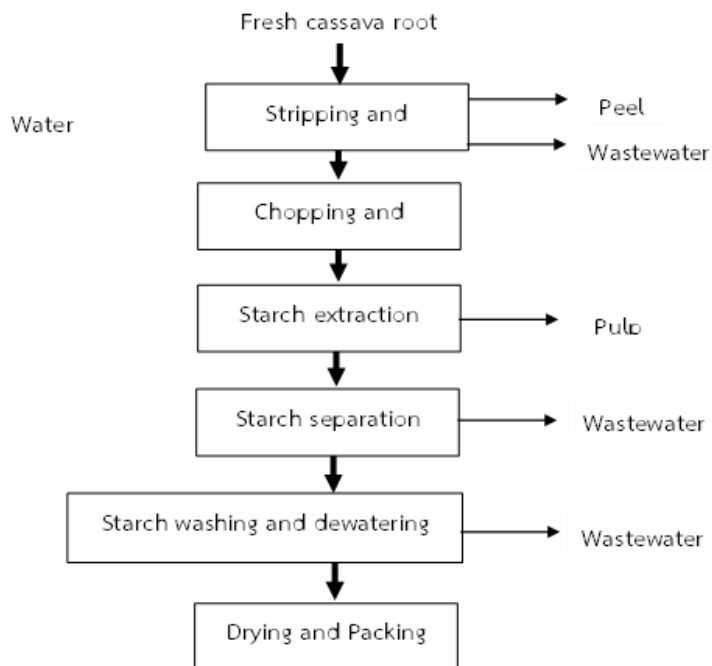 Fresh cassava root
Stripping and
Peel
Water
Wastewater
Chopping and
Starch extraction
Pulp
Starch separation
Wastewater
Starch washing and dewatering
Wastewater
Drying and Packing